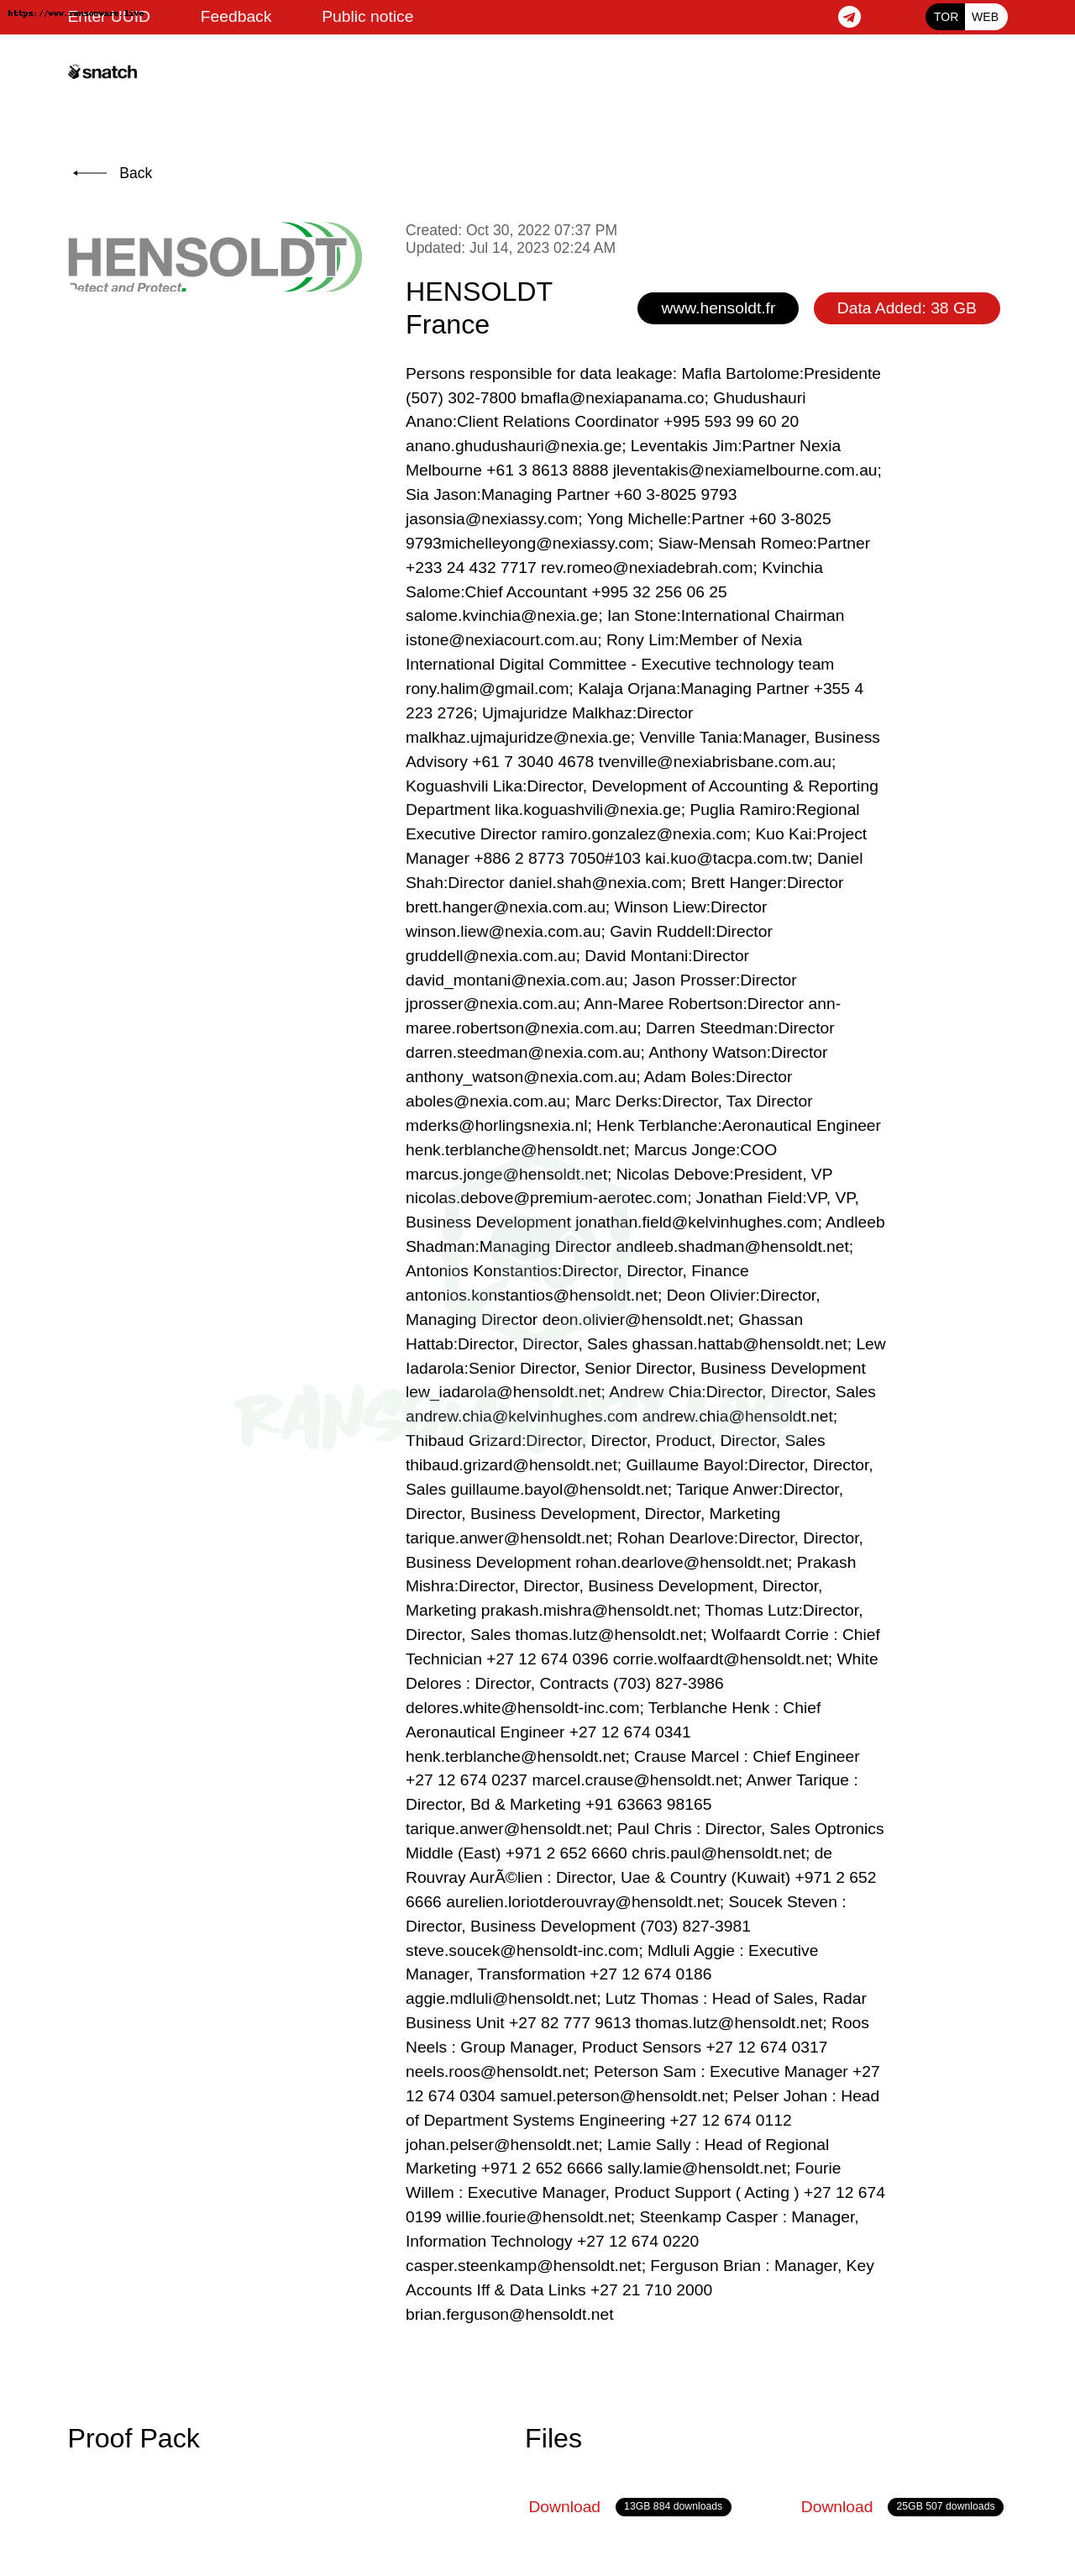 Enter UUID Feedback Public notice TOR WEB
https://www.ransomware.live
snatch
Back
HENSOLDT
Detect and Protect.
Created: Oct 30, 2022 07:37 PM
Updated: Jul 14, 2023 02:24 AM
HENSOLDT
France
www.hensoldt.fr
Data Added: 38 GB
Persons responsible for data leakage: Mafla Bartolome:Presidente
(507) 302-7800 bmafla@nexiapanama.co; Ghudushauri
Anano:Client Relations Coordinator +995 593 99 60 20
anano.ghudushauri@nexia.ge; Leventakis Jim:Partner Nexia
Melbourne +61 3 8613 8888 jleventakis@nexiamelbourne.com.au;
Sia Jason:Managing Partner +60 3-8025 9793
jasonsia@nexiassy.com; Yong Michelle:Partner +60 3-8025
9793michelleyong@nexiassy.com; Siaw-Mensah Romeo:Partner
+233 24 432 7717 rev.romeo@nexiadebrah.com; Kvinchia
Salome:Chief Accountant +995 32 256 06 25
salome.kvinchia@nexia.ge; Ian Stone:International Chairman
istone@nexiacourt.com.au; Rony Lim:Member of Nexia
International Digital Committee - Executive technology team
rony.halim@gmail.com; Kalaja Orjana:Managing Partner +355 4
223 2726; Ujmajuridze Malkhaz:Director
malkhaz.ujmajuridze@nexia.ge; Venville Tania:Manager, Business
Advisory +61 7 3040 4678 tvenville@nexiabrisbane.com.au;
Koguashvili Lika:Director, Development of Accounting & Reporting
Department lika.koguashvili@nexia.ge; Puglia Ramiro:Regional
Executive Director ramiro.gonzalez@nexia.com; Kuo Kai:Project
Manager +886 2 8773 7050#103 kai.kuo@tacpa.com.tw; Daniel
Shah:Director daniel.shah@nexia.com; Brett Hanger:Director
brett.hanger@nexia.com.au; Winson Liew:Director
winson.liew@nexia.com.au; Gavin Ruddell:Director
gruddell@nexia.com.au; David Montani:Director
david_montani@nexia.com.au; Jason Prosser:Director
jprosser@nexia.com.au; Ann-Maree Robertson:Director ann-
maree.robertson@nexia.com.au; Darren Steedman:Director
darren.steedman@nexia.com.au; Anthony Watson:Director
anthony_watson@nexia.com.au; Adam Boles:Director
aboles@nexia.com.au; Marc Derks:Director, Tax Director
mderks@horlingsnexia.nl; Henk Terblanche:Aeronautical Engineer
henk.terblanche@hensoldt.net; Marcus Jonge:COO
marcus.jonge@hensoldt.net; Nicolas Debove:President, VP
nicolas.debove@premium-aerotec.com; Jonathan Field:VP, VP,
Business Development jonathan.field@kelvinhughes.com; Andleeb
Shadman:Managing Director andleeb.shadman@hensoldt.net;
Antonios Konstantios:Director, Director, Finance
antonios.konstantios@hensoldt.net; Deon Olivier:Director,
Managing Director deon.olivier@hensoldt.net; Ghassan
Hattab:Director, Director, Sales ghassan.hattab@hensoldt.net; Lew
Iadarola:Senior Director, Senior Director, Business Development
lew_iadarola@hensoldt.net; Andrew Chia:Director, Director, Sales
andrew.chia@kelvinhughes.com andrew.chia@hensoldt.net;
RANSOMWARE.LIVE
Thibaud Grizard:Director, Director, Product, Director, Sales
thibaud.grizard@hensoldt.net; Guillaume Bayol:Director, Director,
Sales guillaume.bayol@hensoldt.net; Tarique Anwer:Director,
Director, Business Development, Director, Marketing
tarique.anwer@hensoldt.net; Rohan Dearlove:Director, Director,
Business Development rohan.dearlove@hensoldt.net; Prakash
Mishra:Director, Director, Business Development, Director,
Marketing prakash.mishra@hensoldt.net; Thomas Lutz:Director,
Director, Sales thomas.lutz@hensoldt.net; Wolfaardt Corrie : Chief
Technician +27 12 674 0396 corrie.wolfaardt@hensoldt.net; White
Delores : Director, Contracts (703) 827-3986
delores.white@hensoldt-inc.com; Terblanche Henk : Chief
Aeronautical Engineer +27 12 674 0341
henk.terblanche@hensoldt.net; Crause Marcel : Chief Engineer
+27 12 674 0237 marcel.crause@hensoldt.net; Anwer Tarique :
Director, Bd & Marketing +91 63663 98165
tarique.anwer@hensoldt.net; Paul Chris : Director, Sales Optronics
Middle (East) +971 2 652 6660 chris.paul@hensoldt.net; de
Rouvray AurÃ©lien : Director, Uae & Country (Kuwait) +971 2 652
6666 aurelien.loriotderouvray@hensoldt.net; Soucek Steven :
Director, Business Development (703) 827-3981
steve.soucek@hensoldt-inc.com; Mdluli Aggie : Executive
Manager, Transformation +27 12 674 0186
aggie.mdluli@hensoldt.net; Lutz Thomas : Head of Sales, Radar
Business Unit +27 82 777 9613 thomas.lutz@hensoldt.net; Roos
Neels : Group Manager, Product Sensors +27 12 674 0317
neels.roos@hensoldt.net; Peterson Sam : Executive Manager +27
12 674 0304 samuel.peterson@hensoldt.net; Pelser Johan : Head
of Department Systems Engineering +27 12 674 0112
johan.pelser@hensoldt.net; Lamie Sally : Head of Regional
Marketing +971 2 652 6666 sally.lamie@hensoldt.net; Fourie
Willem : Executive Manager, Product Support ( Acting ) +27 12 674
0199 willie.fourie@hensoldt.net; Steenkamp Casper : Manager,
Information Technology +27 12 674 0220
casper.steenkamp@hensoldt.net; Ferguson Brian : Manager, Key
Accounts Iff & Data Links +27 21 710 2000
brian.ferguson@hensoldt.net
Proof Pack
Files
Download 13GB 884 downloads
Download 25GB 507 downloads